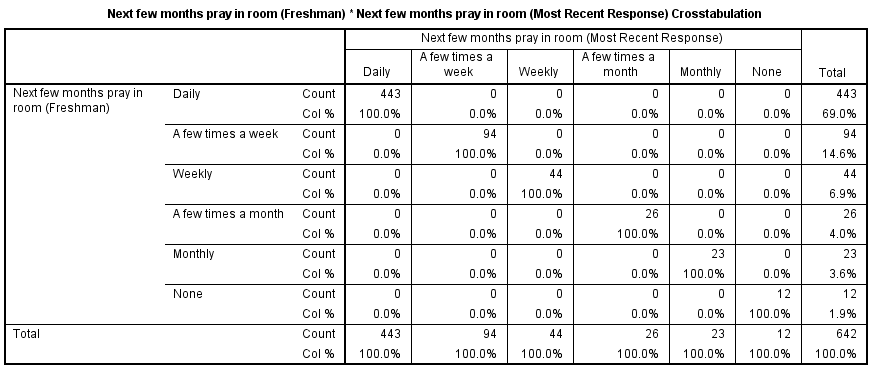 Next few months pray in room (Freshman) * Next few months pray in room (Most Recent Response) Crosstabulation
Next few months pray in room (Most Recent Response)
Daily A few times a week Weekly A few times a month Monthly None Total
Next few months pray in room (Freshman) Daily Count 443 0 0 0 0 0 443
Col % 100.0% 0.0% 0.0% 0.0% 0.0% 0.0% 69.0%
A few times a week Count 0 94 0 0 0 0 94
Col % 0.0% 100.0% 0.0% 0.0% 0.0% 0.0% 14.6%
Weekly Count 0 0 44 0 0 0 44
Col % 0.0% 0.0% 100.0% 0.0% 0.0% 0.0% 6.9%
A few times a month Count 0 0 0 26 0 0 26
Col % 0.0% 0.0% 0.0% 100.0% 0.0% 0.0% 4.0%
Monthly Count 0 0 0 0 23 0 23
Col % 0.0% 0.0% 0.0% 0.0% 100.0% 0.0% 3.6%
None Count 0 0 0 0 0 12 12
Col % 0.0% 0.0% 0.0% 0.0% 0.0% 100.0% 1.9%
Total Count 443 94 44 26 23 12 642
Col % 100.0% 100.0% 100.0% 100.0% 100.0% 100.0% 100.0%